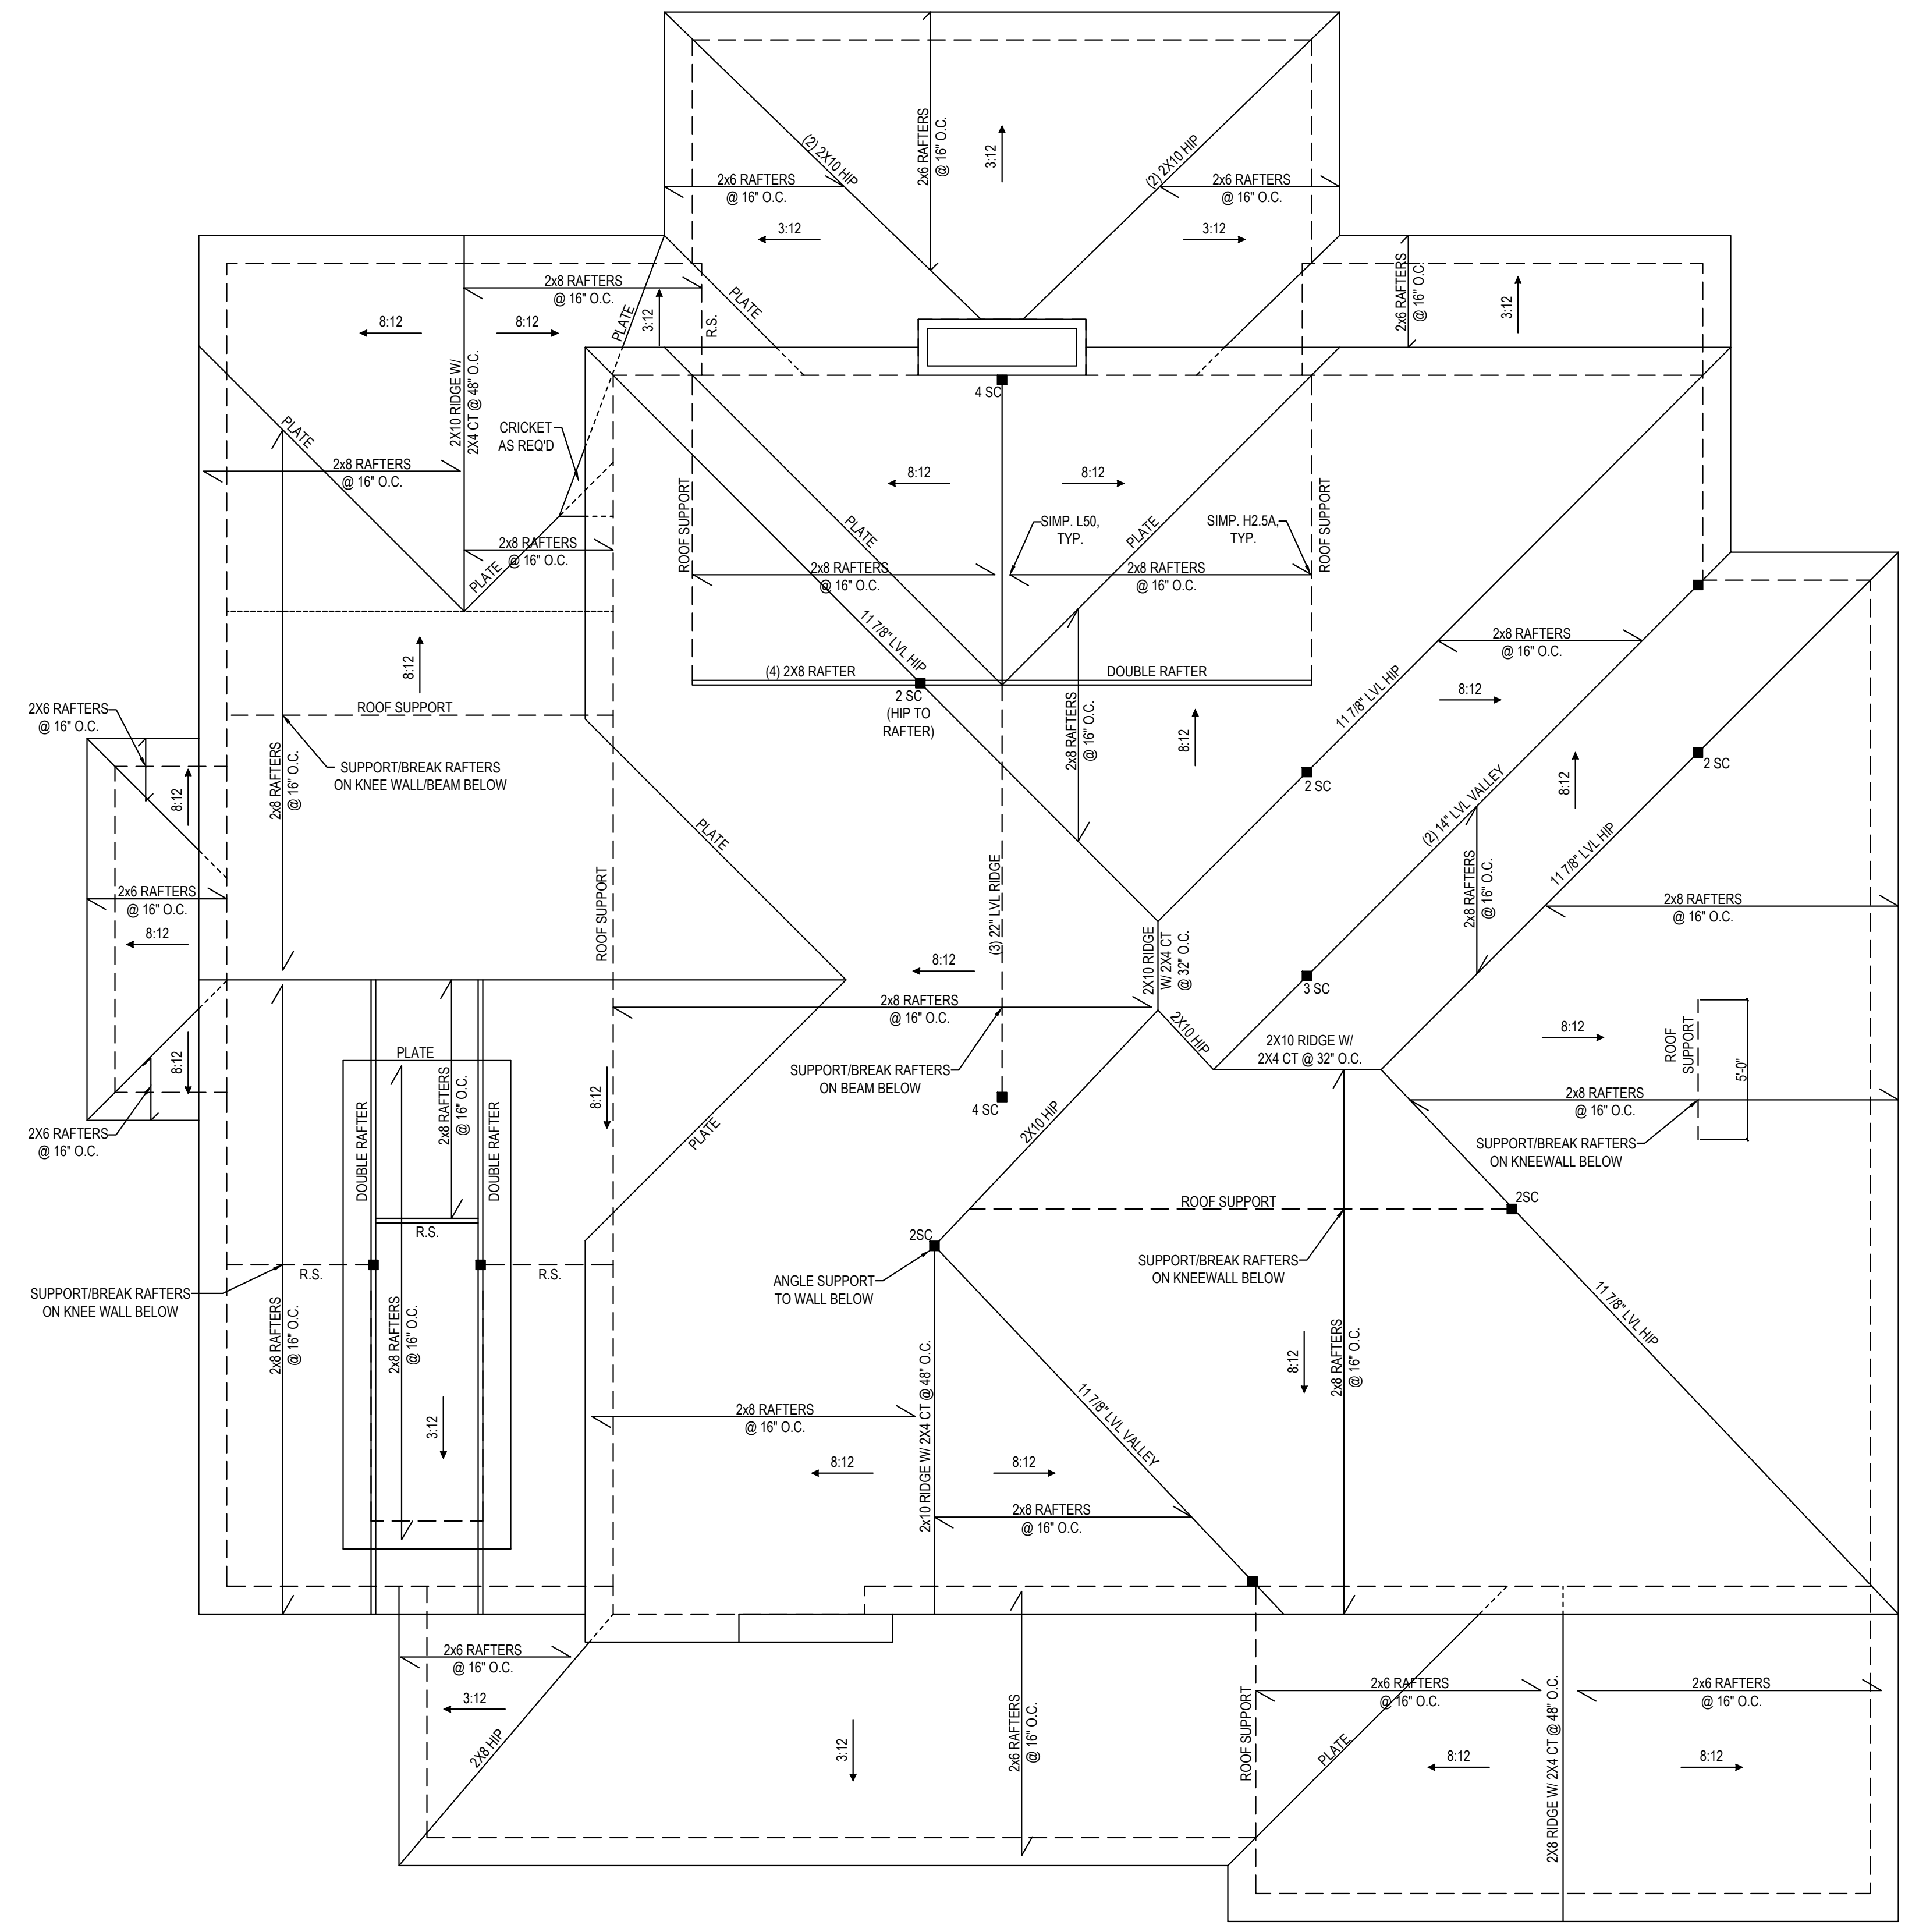 2x6 RAFTERS
@ 16" O.C.
3:12
(2) 2X10 HIP
(2) 2X10 HIP
2x6 RAFTERS
@ 16" O.C.
3:12
2x6 RAFTERS
@ 16" O.C.
3:12
2x8 RAFTERS
@ 16" O.C.
8:12
8:12
PLATE
3:12
R.S.
PLATE
2X10 RIDGE W/
2X4 CT @ 48" O.C.
2x6 RAFTERS
@ 16" O.C.
3:12
4 SC
PLATE
CRICKET
AS REQ'D
2x8 RAFTERS
@ 16" O.C.
8:12
8:12
ROOF SUPPORT
PLATE
SIMP. L50,
TYP.
PLATE
SIMP. H2.5A,
TYP.
ROOF SUPPORT
2x8 RAFTERS
@ 16" O.C.
PLATE
2x8 RAFTERS
@ 16" O.C.
2x8 RAFTERS
@ 16" O.C.
11 7/8" LVL HIP
8:12
(4) 2X8 RAFTER
DOUBLE RAFTER
2 SC
(HIP TO
RAFTER)
2x8 RAFTERS
@ 16" O.C.
8:12
11 7/8" LVL HIP
2x8 RAFTERS
@ 16" O.C.
8:12
2X6 RAFTERS
@ 16" O.C.
ROOF SUPPORT
8:12
2x8 RAFTERS
@ 16" O.C.
SUPPORT/BREAK RAFTERS
ON KNEE WALL/BEAM BELOW
2 SC
(2) 14" LVL VALLEY
8:12
2 SC
PLATE
11 7/8" LVL HIP
2x8 RAFTERS
@ 16" O.C.
2x6 RAFTERS
@ 16" O.C.
8:12
ROOF SUPPORT
(3) 22" LVL RIDGE
8:12
2x8 RAFTERS
@ 16" O.C.
2X10 RIDGE
W/ 2X4 CT
@ 32" O.C.
3 SC
2x8 RAFTERS
@ 16" O.C.
8:12
2X10 HIP
2X10 RIDGE W/
2X4 CT @ 32" O.C.
8:12
ROOF
SUPPORT
5'-0"
PLATE
2x8 RAFTERS
@ 16" O.C.
8:12
SUPPORT/BREAK RAFTERS
ON BEAM BELOW
4 SC
2X10 HIP
PLATE
2x8 RAFTERS
@ 16" O.C.
2X6 RAFTERS
@ 16" O.C.
DOUBLE RAFTER
DOUBLE RAFTER
SUPPORT/BREAK RAFTERS
ON KNEEWALL BELOW
R.S.
2SC
ROOF SUPPORT
2SC
R.S.
R.S.
SUPPORT/BREAK RAFTERS
ON KNEE WALL BELOW
ANGLE SUPPORT
TO WALL BELOW
SUPPORT/BREAK RAFTERS
ON KNEEWALL BELOW
2x8 RAFTERS
@ 16" O.C.
2x8 RAFTERS
@ 16" O.C.
11 7/8" LVL HIP
8:12
2x8 RAFTERS
@ 16" O.C.
3:12
2x8 RAFTERS
@ 16" O.C.
2x10 RIDGE W/ 2X4 CT @ 48" O.C.
11 7/8" LVL VALLEY
8:12
8:12
2x8 RAFTERS
@ 16" O.C.
2x6 RAFTERS
@ 16" O.C.
3:12
2X8 HIP
3:12
2x6 RAFTERS
@ 16" O.C.
ROOF SUPPORT
2x6 RAFTERS
@ 16" O.C.
PLATE
8:12
2X8 RIDGE W/ 2X4 CT @ 48" O.C.
2x6 RAFTERS
@ 16" O.C.
8:12